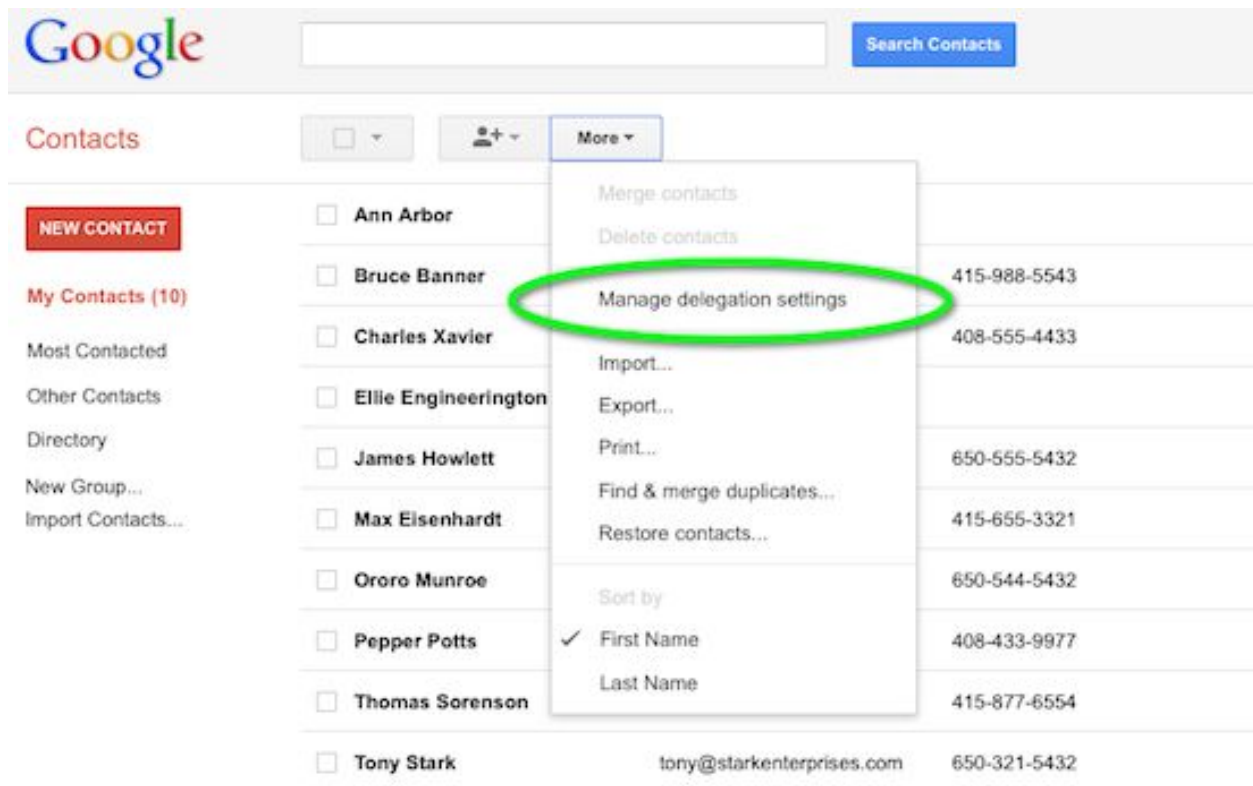 Google
Search Contacts
Contacts
More
NEW CONTACT
My Contacts (10)
Most Contacted
Other Contacts
Directory
New Group...
Import Contacts...
Merge contacts
Delete contacts
Manage delegation settings
Import...
Export...
Print...
Find & merge duplicates...
Restore contacts...
Sort by
First Name
Last Name
Ann Arbor
Bruce Banner 415-988-5543
Charles Xavier 408-555-4433
Ellie Engineerington
James Howlett 650-555-5432
Max Eisenhardt 415-655-3321
Ororo Munroe 650-544-5432
Pepper Potts 408-433-9977
Thomas Sorenson 415-877-6554
Tony Stark tony@starkenterprises.com 650-321-5432